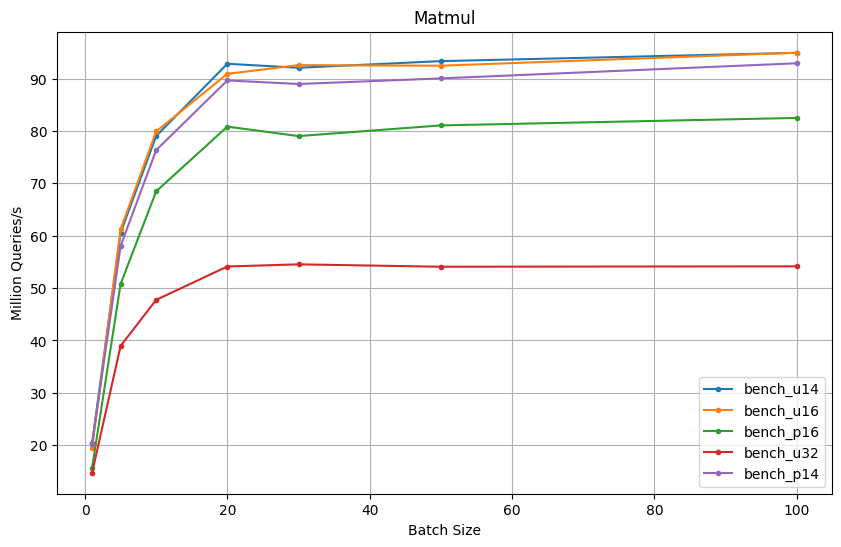 Matmul
Million Queries/s
90
80
70
60
50
40
30
20
0
20
40
60
80
100
Batch Size
bench_u14
bench_u16
bench_p16
bench_u32
bench_p14